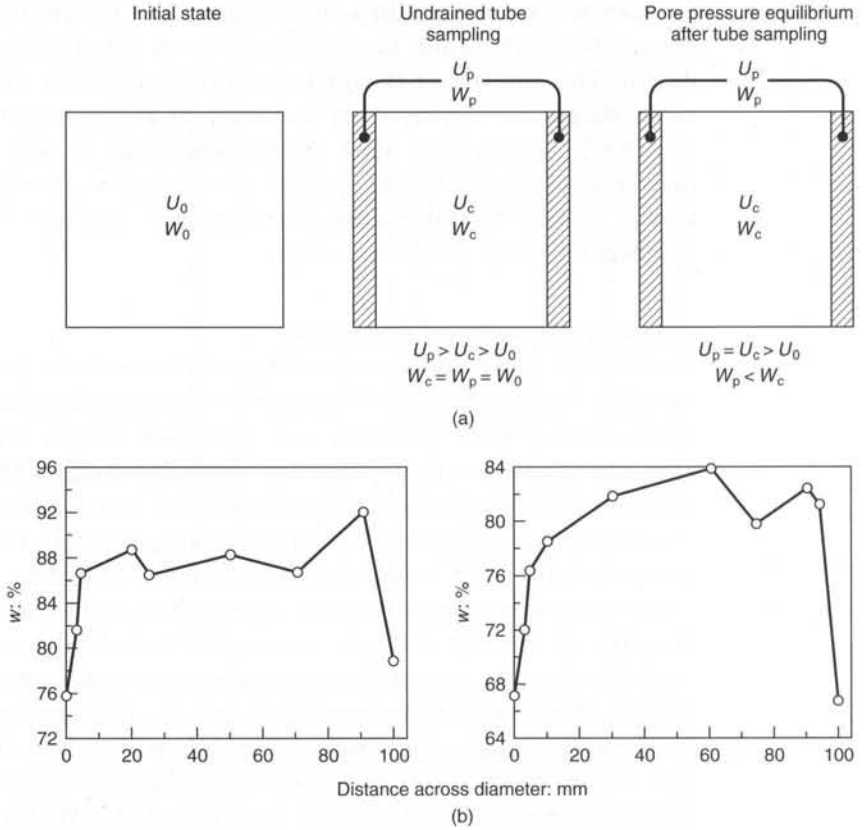 Initial state
Undrained tube
sampling
Pore pressure equilibrium
after tube sampling
U0
W0
Up
Wp
Uc
Wc
Up
Wp
Uc
Wc
Up > Uc > U0
Wc = Wp = W0
Up = Uc > U0
Wp < Wc
(a)
w: %
96
92
88
84
80
76
72
0 20 40 60 80 100
w: %
84
80
76
72
68
64
0 20 40 60 80 100
Distance across diameter: mm
(b)